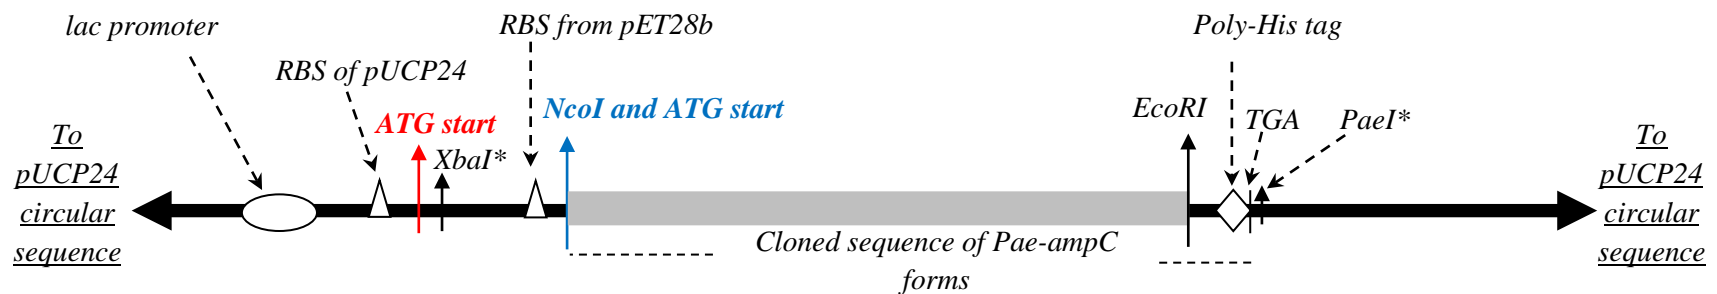 lac promoter
RBS from pET28b
Poly-His tag
RBS of pUCP24
NcoI and ATG start
EcoRI
ATG start
TGA
PaeI*
XbaI*
To
pUCP24
circular
sequence
To
pUCP24
circular
sequence
Cloned sequence of Pae-ampC
forms